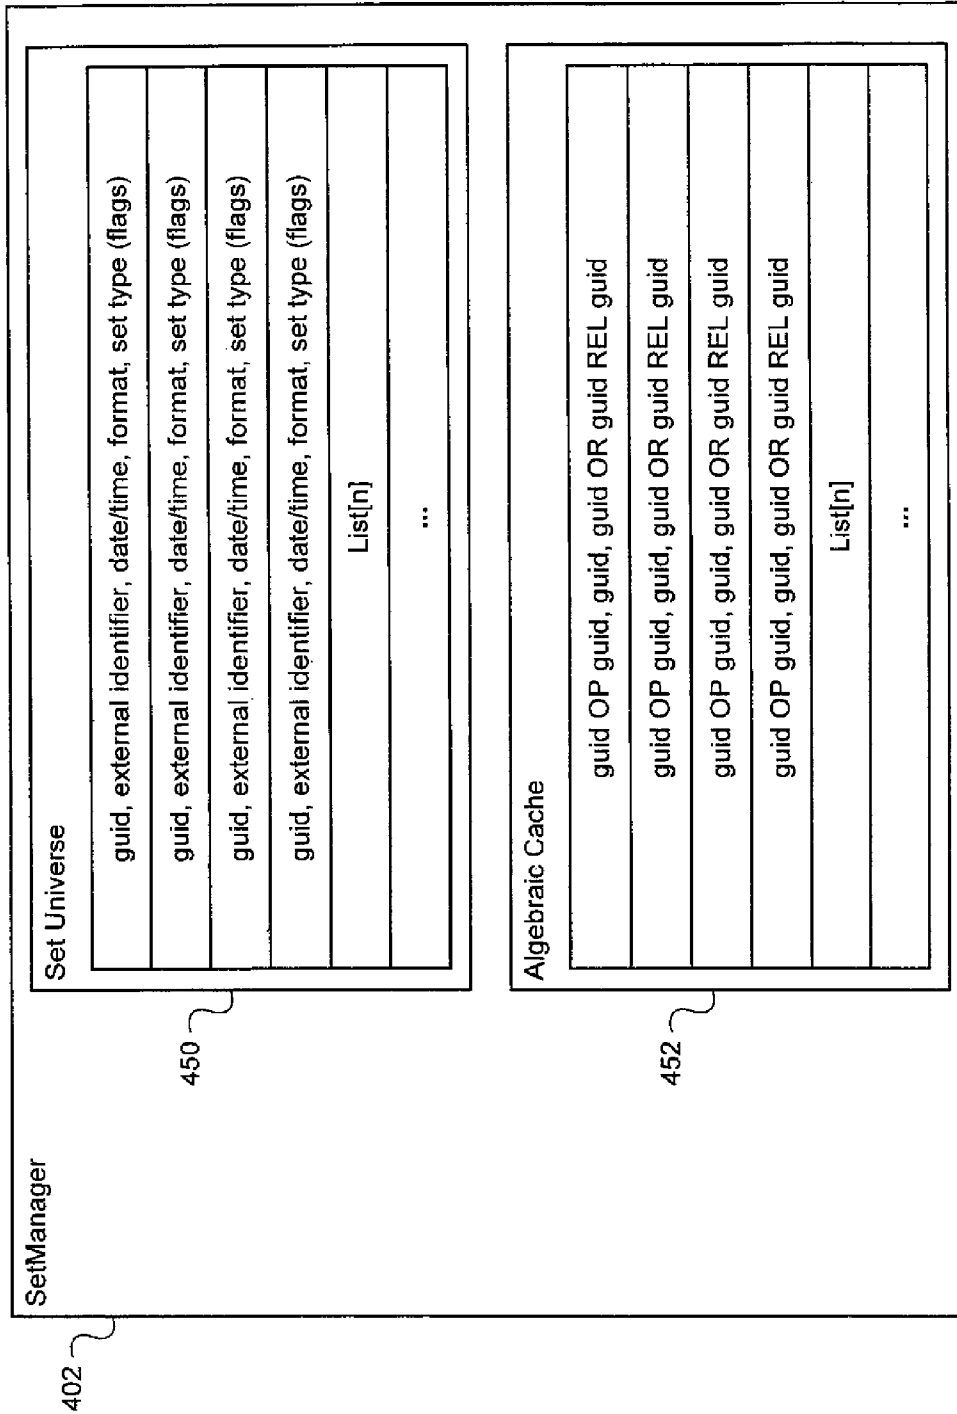 SetManager
402
Set Universe
guid, external identifier, date/time, format, set type (flags)
guid, external identifier, date/time, format, set type (flags)
guid, external identifier, date/time, format, set type (flags)
guid, external identifier, date/time, format, set type (flags)
List[n]
...
450
Algebraic Cache
guid OP guid, guid, guid OR guid REL guid
guid OP guid, guid, guid OR guid REL guid
guid OP guid, guid, guid OR guid REL guid
guid OP guid, guid, guid OR guid REL guid
List[n]
...
452